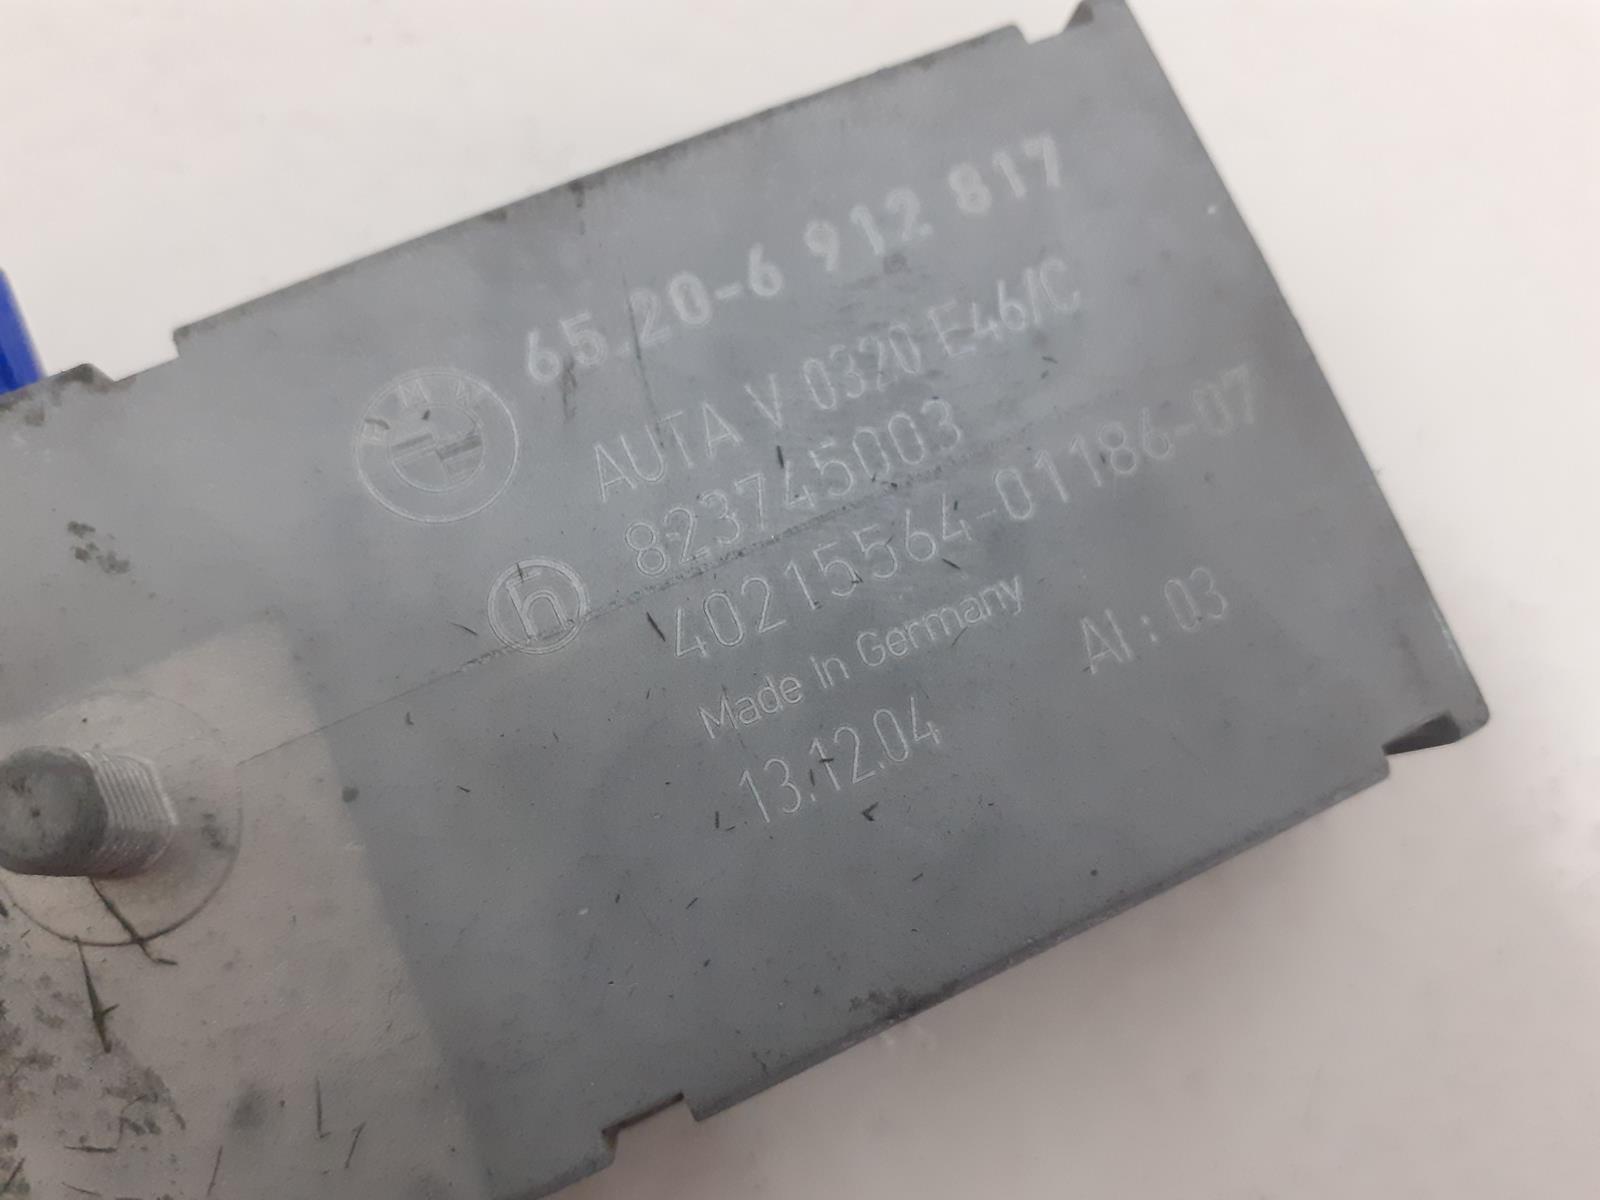 65.20-6 912 817
BMW
AUTA V 0320 E46/C
823745003
h
40215564-01186-07
Made In Germany
AI : 03
13.12.04